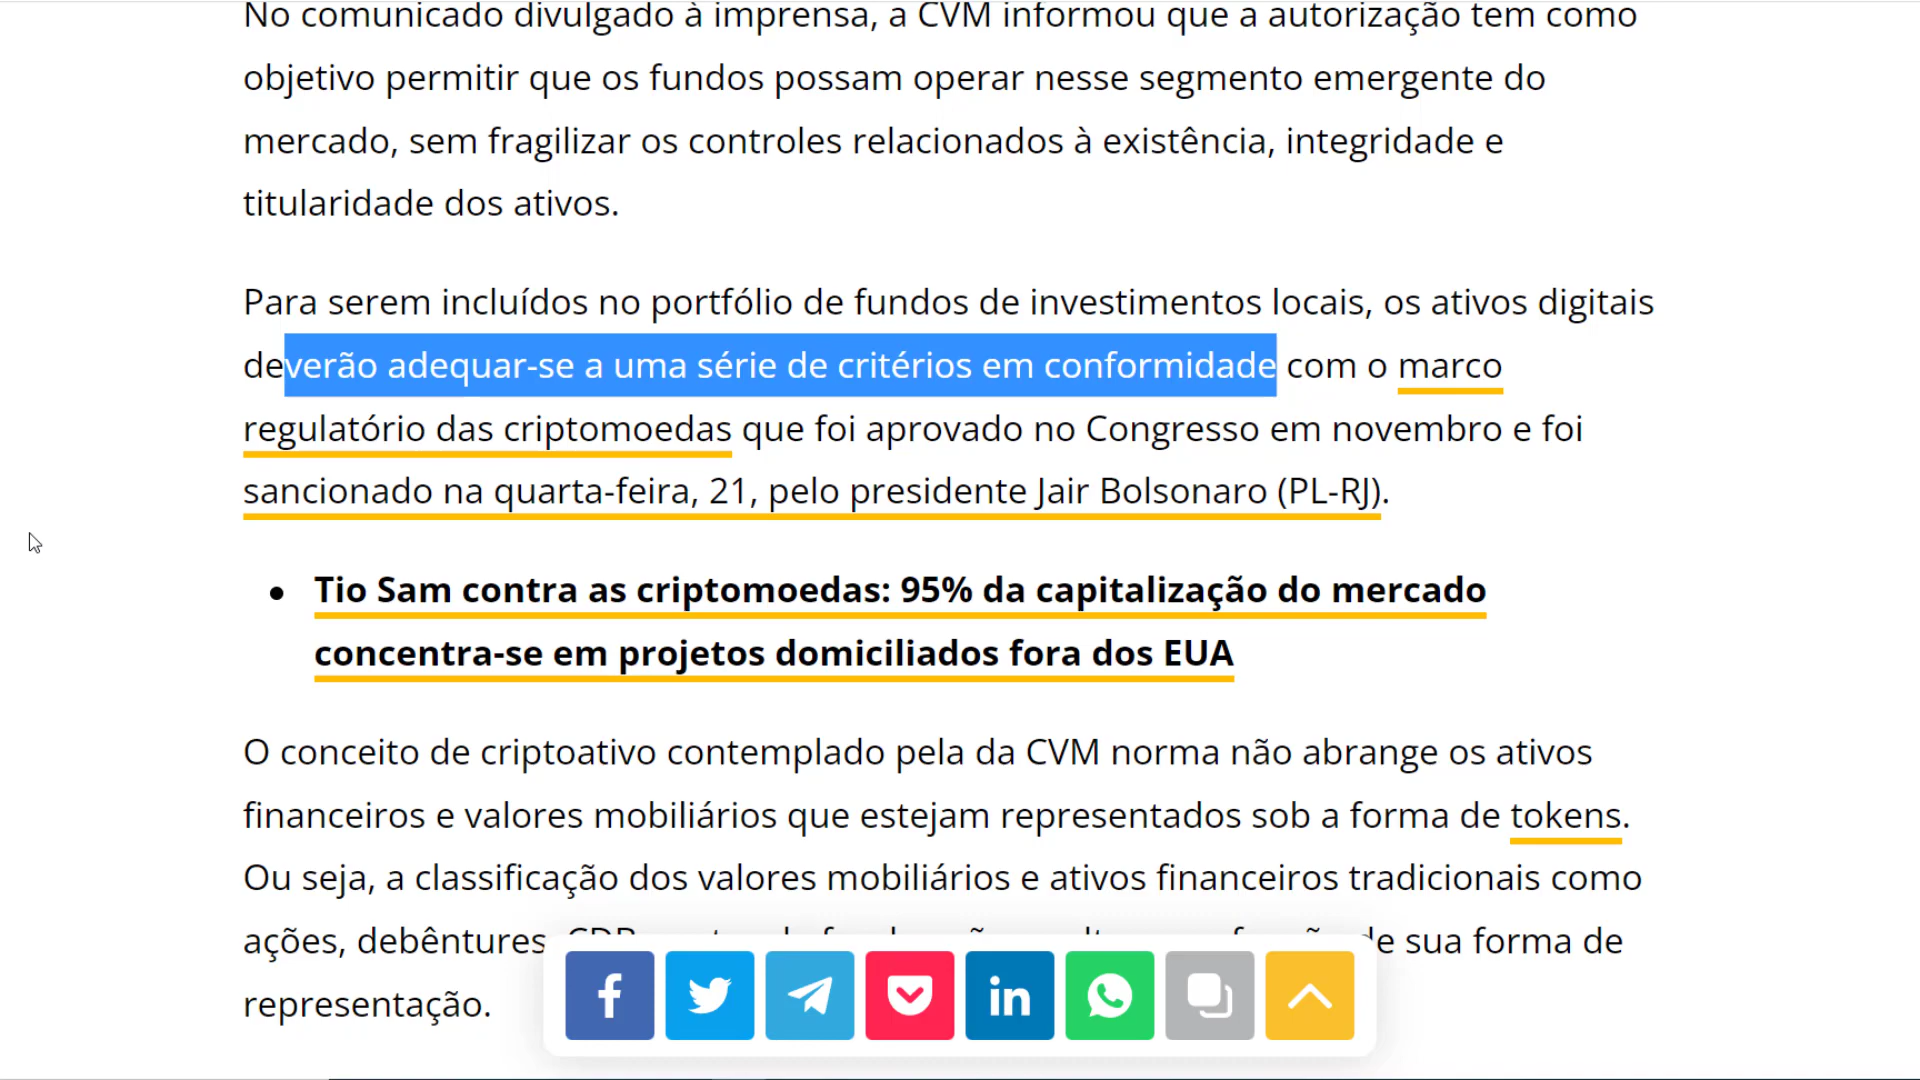 No comunicado divulgado à imprensa, a CVM informou que a autorização tem como
objetivo permitir que os fundos possam operar nesse segmento emergente do
mercado, sem fragilizar os controles relacionados à existência, integridade e
titularidade dos ativos.
Para serem incluídos no portfólio de fundos de investimentos locais, os ativos digitais
deverão adequar-se a uma série de critérios em conformidade com o marco
regulatório das criptomoedas que foi aprovado no Congresso em novembro e foi
sancionado na quarta-feira, 21, pelo presidente Jair Bolsonaro (PL-RJ).
Tio Sam contra as criptomoedas: 95% da capitalização do mercado
concentra-se em projetos domiciliados fora dos EUA
O conceito de criptoativo contemplado pela da CVM norma não abrange os ativos
financeiros e valores mobiliários que estejam representados sob a forma de tokens.
Ou seja, a classificação dos valores mobiliários e ativos financeiros tradicionais como
ações, debêntures de sua forma de
representação.